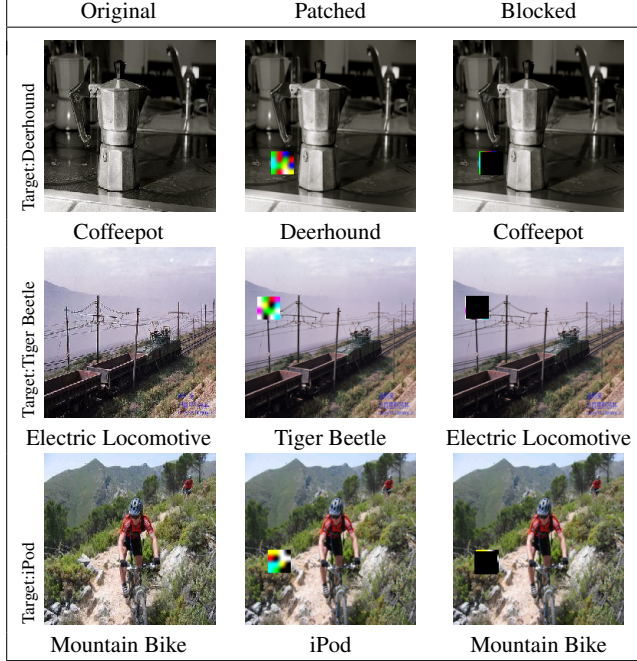 Original Patched Blocked
Target:Deerhound
Coffeepot Deerhound Coffeepot
Target:Tiger Beetle
Electric Locomotive Tiger Beetle Electric Locomotive
Target:iPod
Mountain Bike iPod Mountain Bike